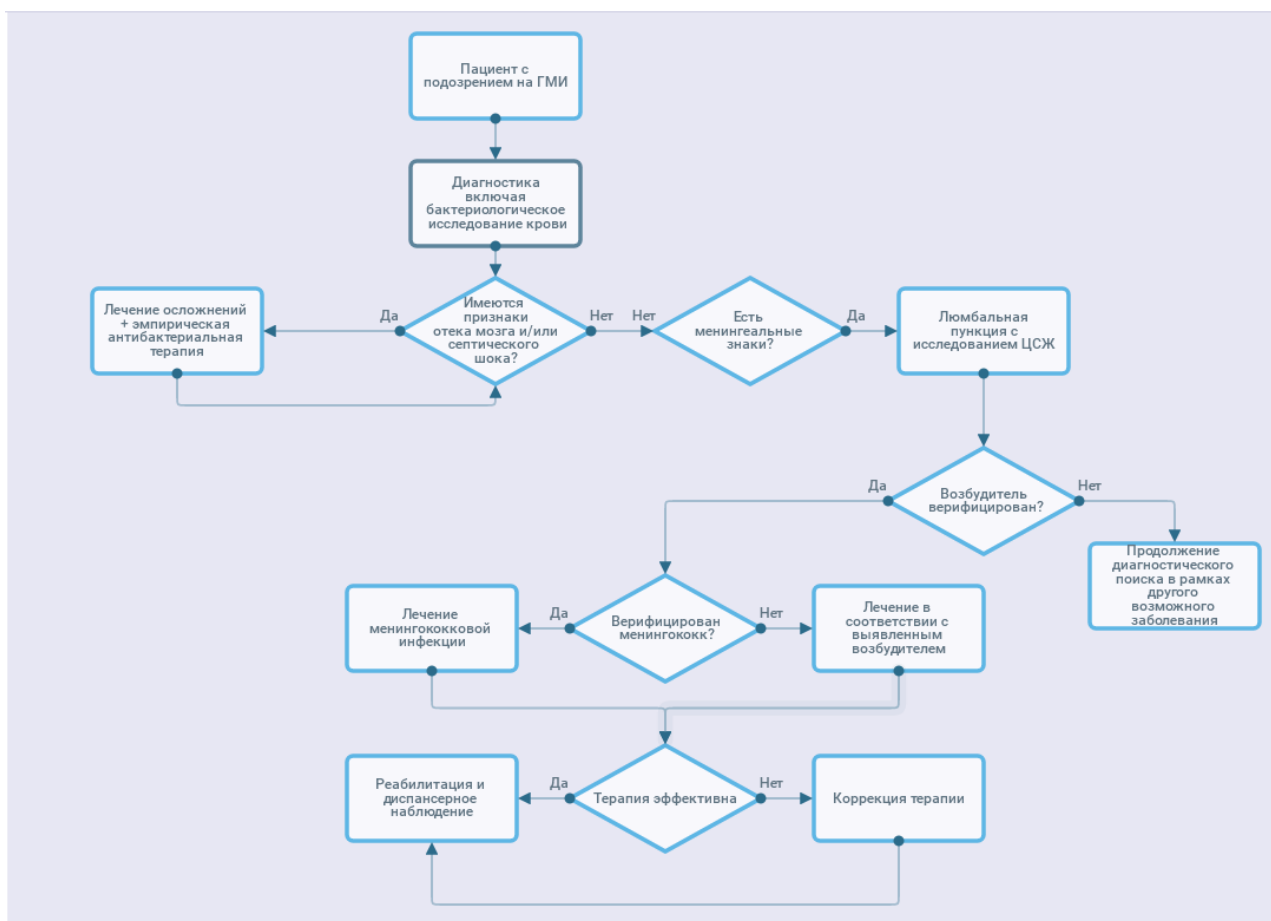 Пациент с
подозрением на ГМИ
Диагностика
включая
бактериологическое
исследование крови
Лечение осложнений
+ эмпирическая
антибактериальная
терапия
Да
Имеются
признаки
отека мозга и/или
септического
шока?
Нет
Нет
Есть
менингеальные
знаки?
Да
Люмбальная
пункция с
исследованием ЦСЖ
Да
Возбудитель
верифицирован?
Нет
Продолжение
диагностического
поиска в рамках
другого
возможного
заболевания
Лечение
менингококковой
инфекции
Да
Верифицирован
менингококк?
Нет
Лечение в
соответствии с
выявленным
возбудителем
Реабилитация и
диспансерное
наблюдение
Да
Терапия эффективна
Нет
Коррекция терапии